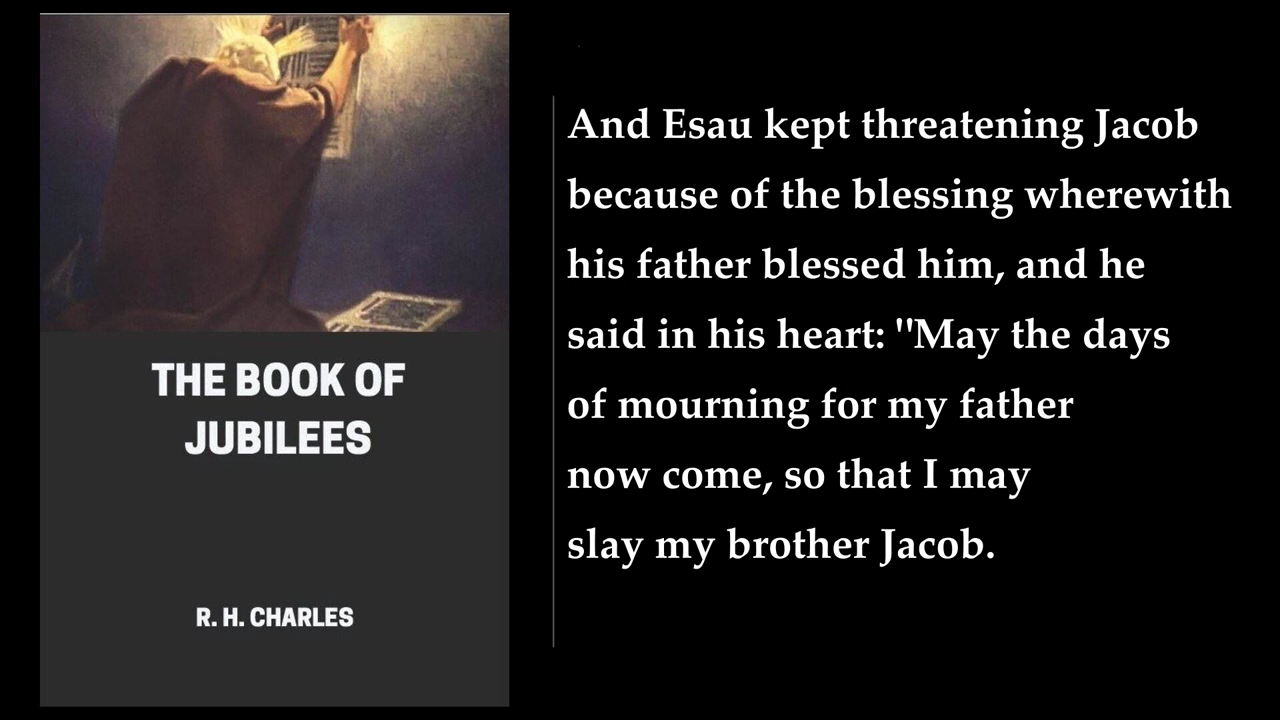 THE BOOK OF
JUBILEES
R. H. CHARLES
And Esau kept threatening Jacob
because of the blessing wherewith
his father blessed him, and he
said in his heart: "May the days
of mourning for my father
now come, so that I may
slay my brother Jacob.